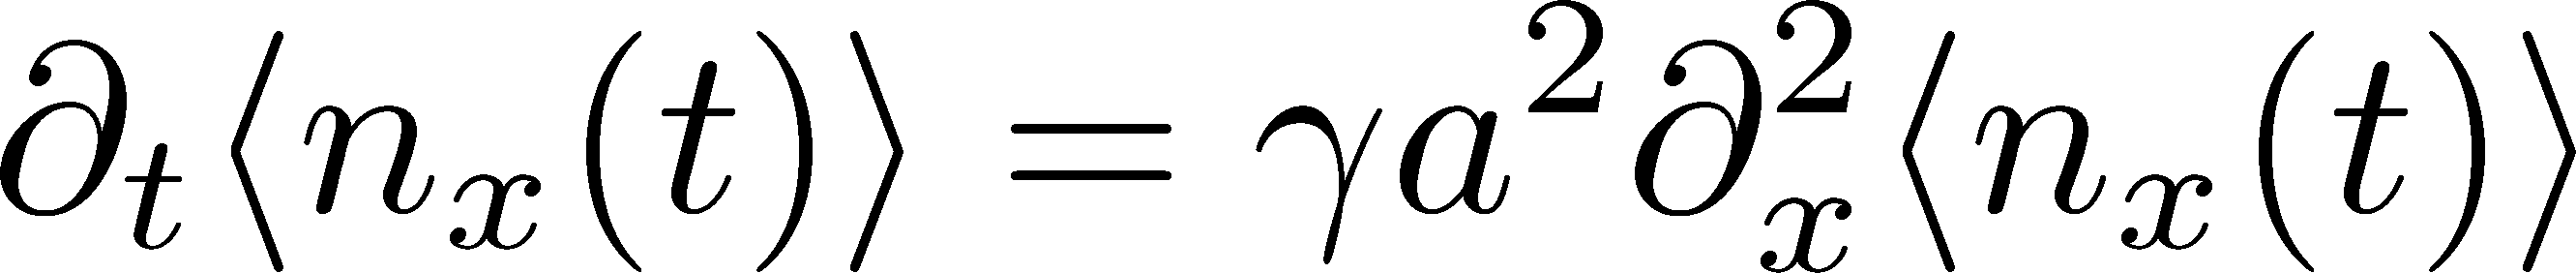 ∂ₜ⟨nₓ(t)⟩ = γa²∂ₓ²⟨nₓ(t)⟩